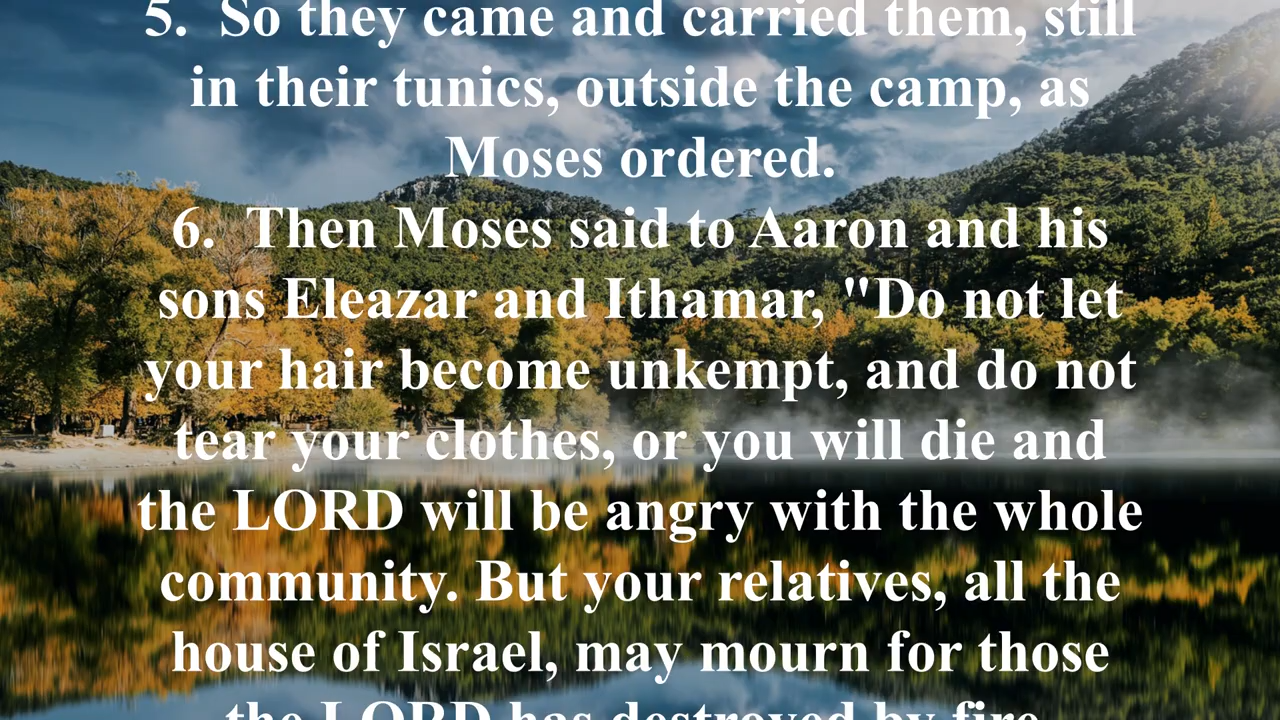 5.  So they came and carried them, still
in their tunics, outside the camp, as
Moses ordered.
6.  Then Moses said to Aaron and his
sons Eleazar and Ithamar, "Do not let
your hair become unkempt, and do not
tear your clothes, or you will die and
the LORD will be angry with the whole
community. But your relatives, all the
house of Israel, may mourn for those
the LORD has destroyed by fire.